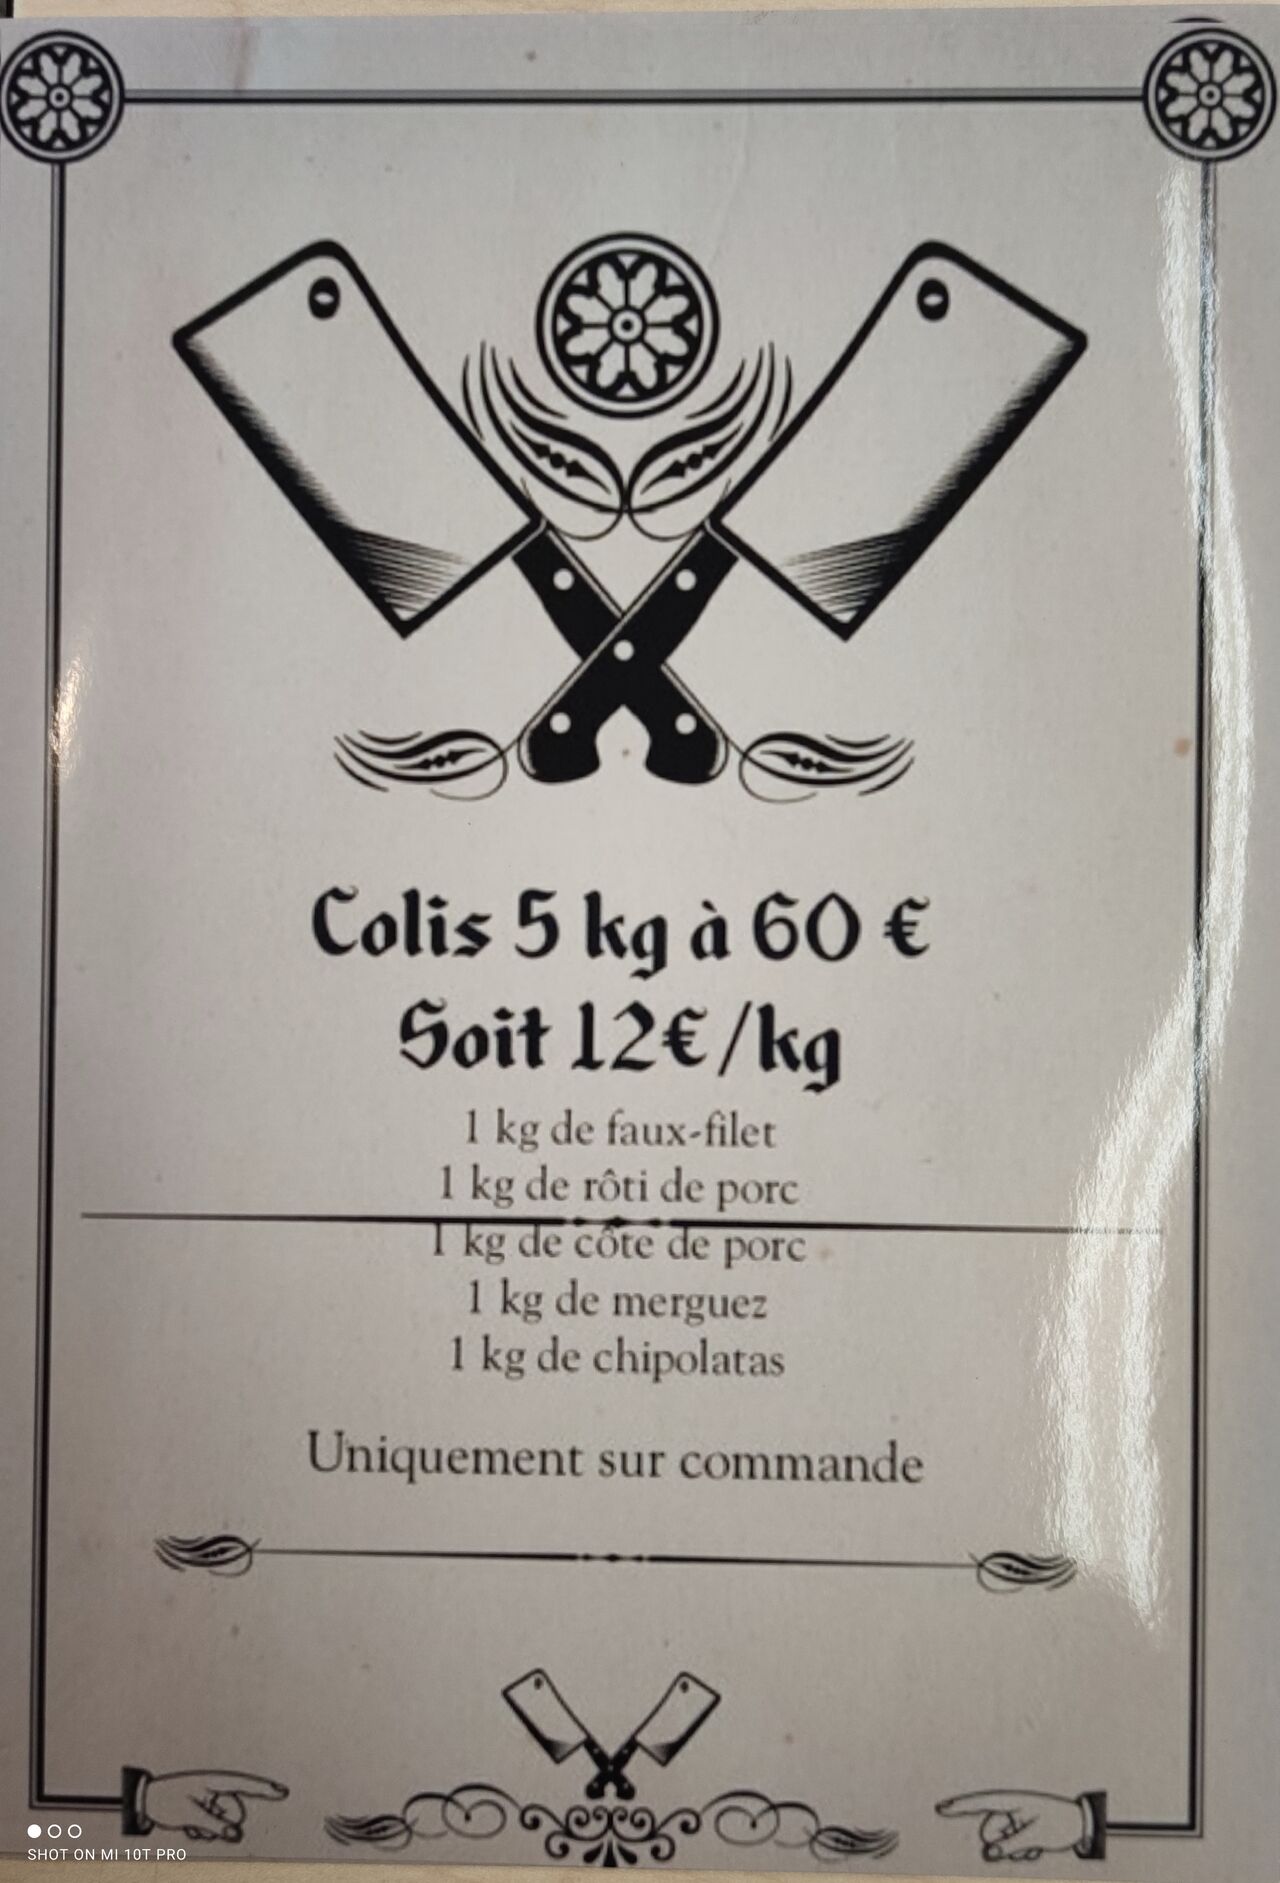 Colis 5 kg à 60 €
Soit 12€/kg
1 kg de faux-filet
1 kg de rôti de porc
1 kg de côte de porc
1 kg de merguez
1 kg de chipolatas
Uniquement sur commande
SHOT ON MI 10T PRO